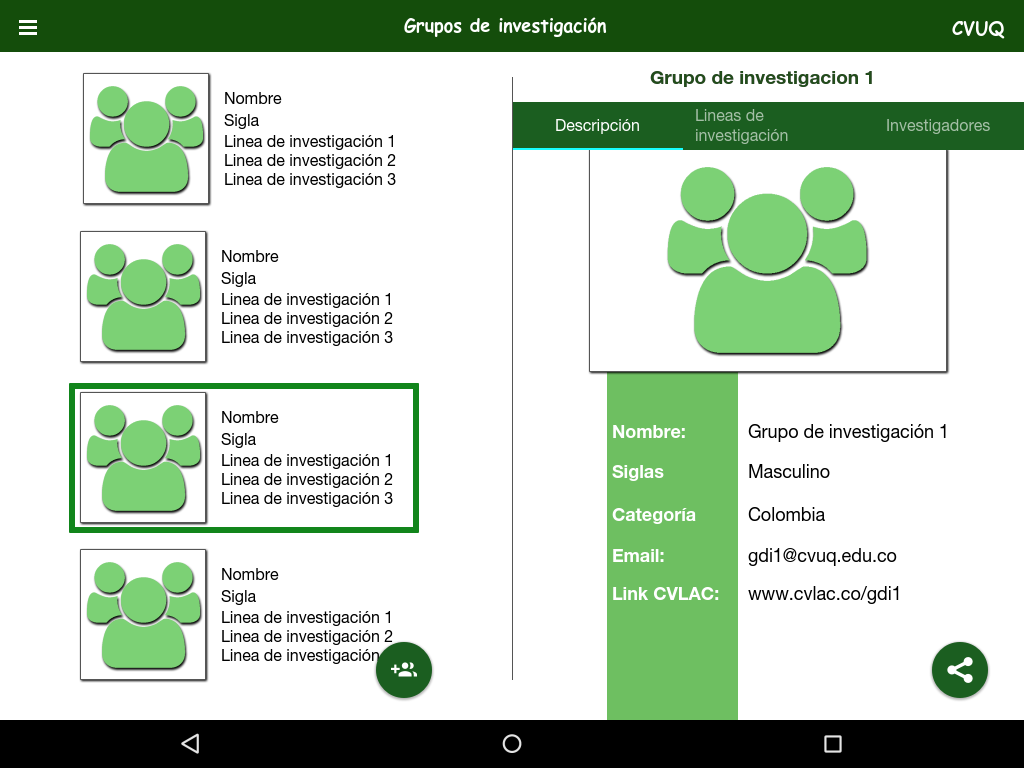 Grupos de investigación
CVUQ
Nombre
Sigla
Linea de investigación 1
Linea de investigación 2
Linea de investigación 3
Nombre
Sigla
Linea de investigación 1
Linea de investigación 2
Linea de investigación 3
Nombre
Sigla
Linea de investigación 1
Linea de investigación 2
Linea de investigación 3
Nombre
Sigla
Linea de investigación 1
Linea de investigación 2
Linea de investigación
Grupo de investigacion 1
Descripción
Lineas de
investigación
Investigadores
Nombre: Grupo de investigación 1
Siglas Masculino
Categoría Colombia
Email: gdi1@cvuq.edu.co
Link CVLAC: www.cvlac.co/gdi1